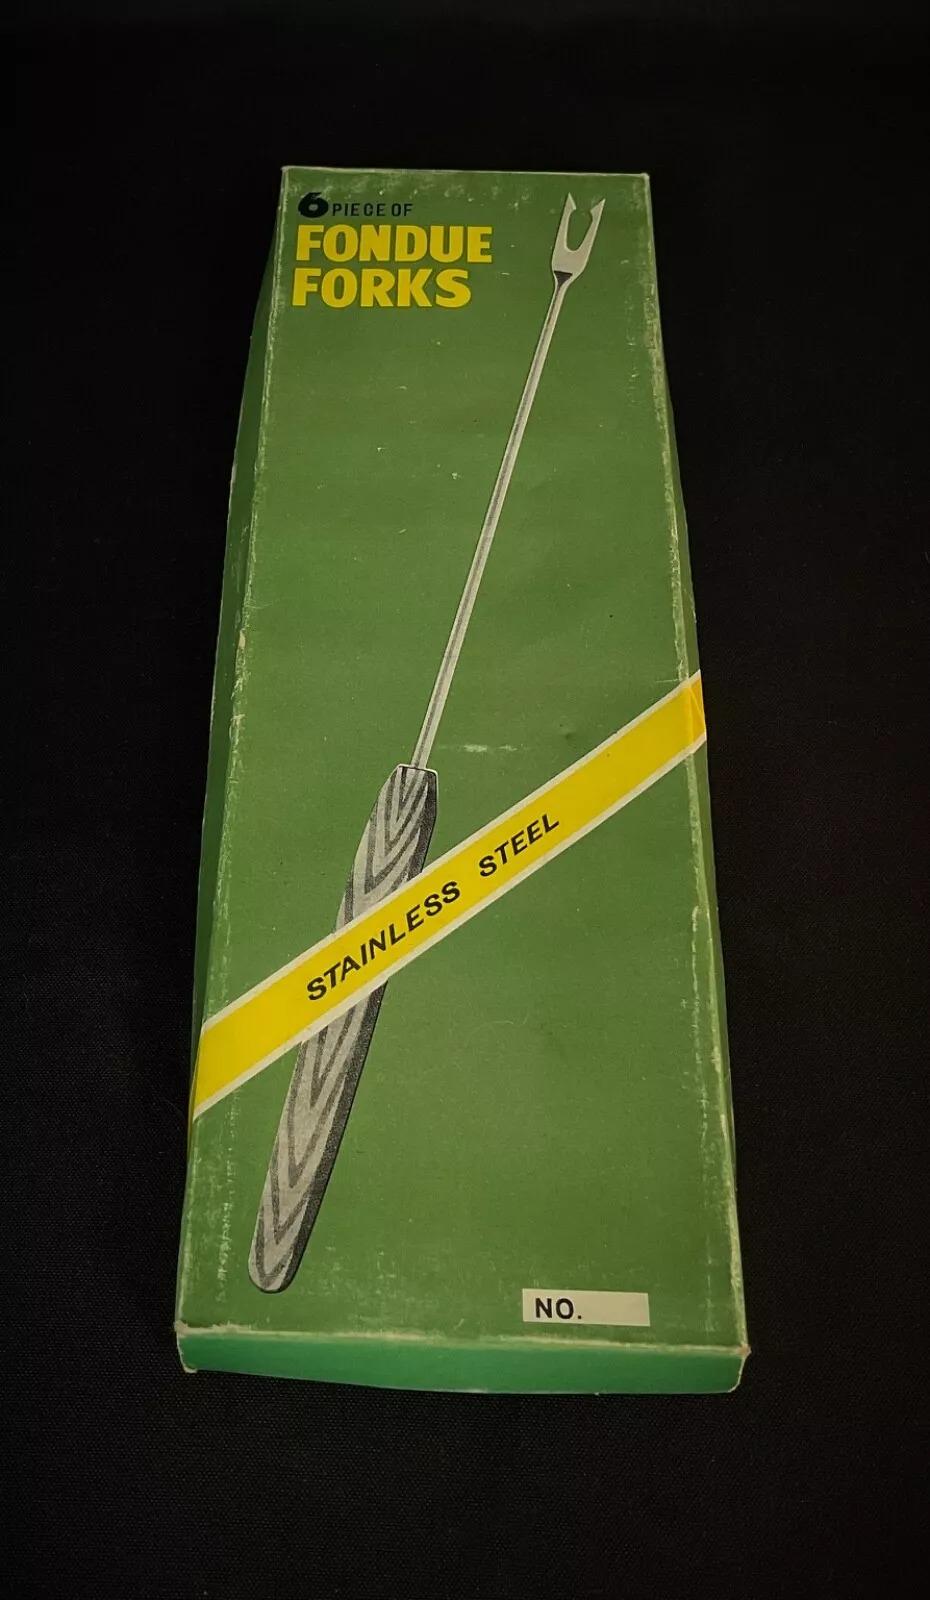 6 PIECE OF
FONDUE
FORKS
STAINLESS STEEL
NO.